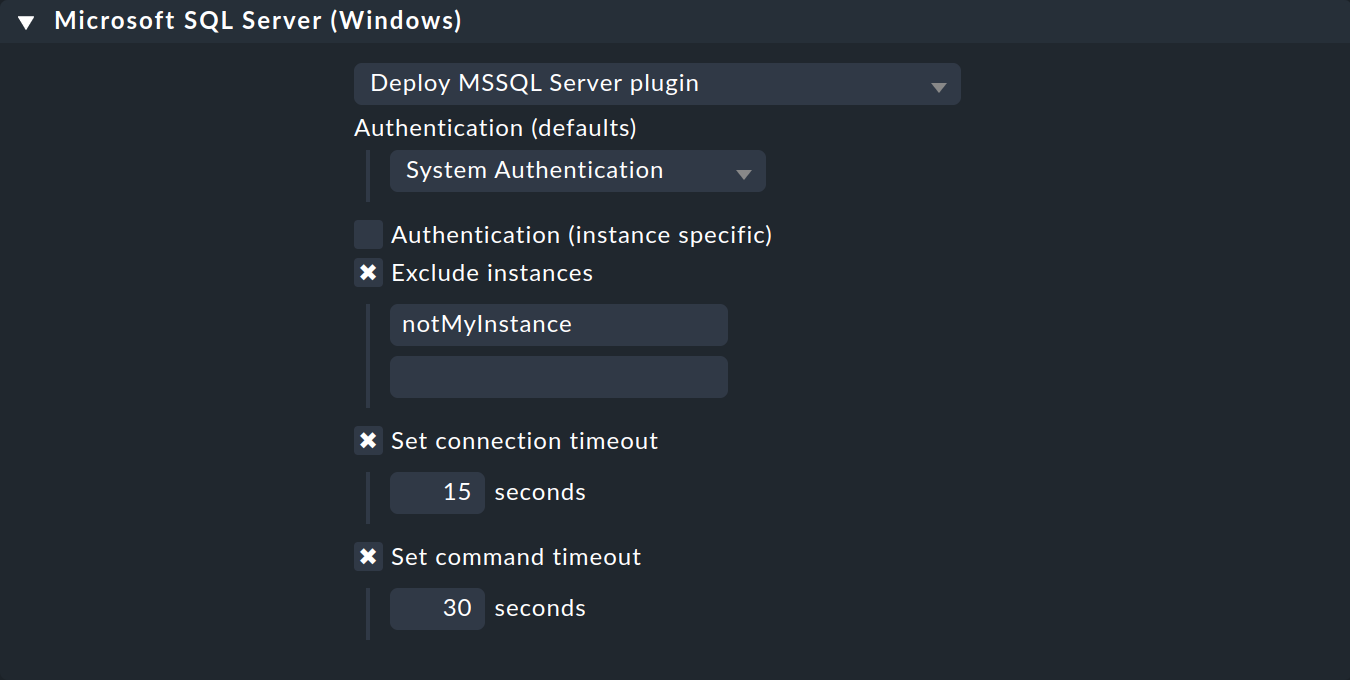 Microsoft SQL Server (Windows)
Deploy MSSQL Server plugin
Authentication (defaults)
System Authentication
Authentication (instance specific)
Exclude instances
notMyInstance
Set connection timeout
15 seconds
Set command timeout
30 seconds